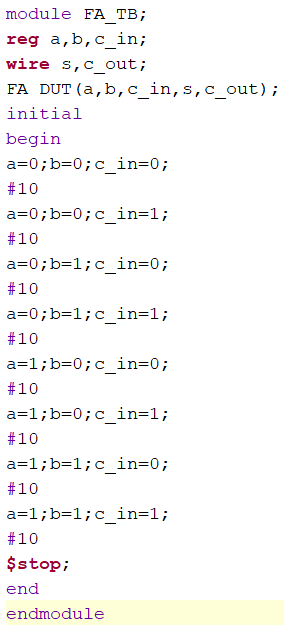 module FA_TB;
reg a,b,c_in;
wire s,c_out;
FA DUT(a,b,c_in,s,c_out);
initial
begin
a=0;b=0;c_in=0;
#10
a=0;b=0;c_in=1;
#10
a=0;b=1;c_in=0;
#10
a=0;b=1;c_in=1;
#10
a=1;b=0;c_in=0;
#10
a=1;b=0;c_in=1;
#10
a=1;b=1;c_in=0;
#10
a=1;b=1;c_in=1;
#10
$stop;
end
endmodule